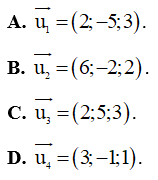 A. u₁ = (2;−5;3).
B. u₂ = (6;−2;2).
C. u₃ = (2;5;3).
D. u₄ = (3;−1;1).